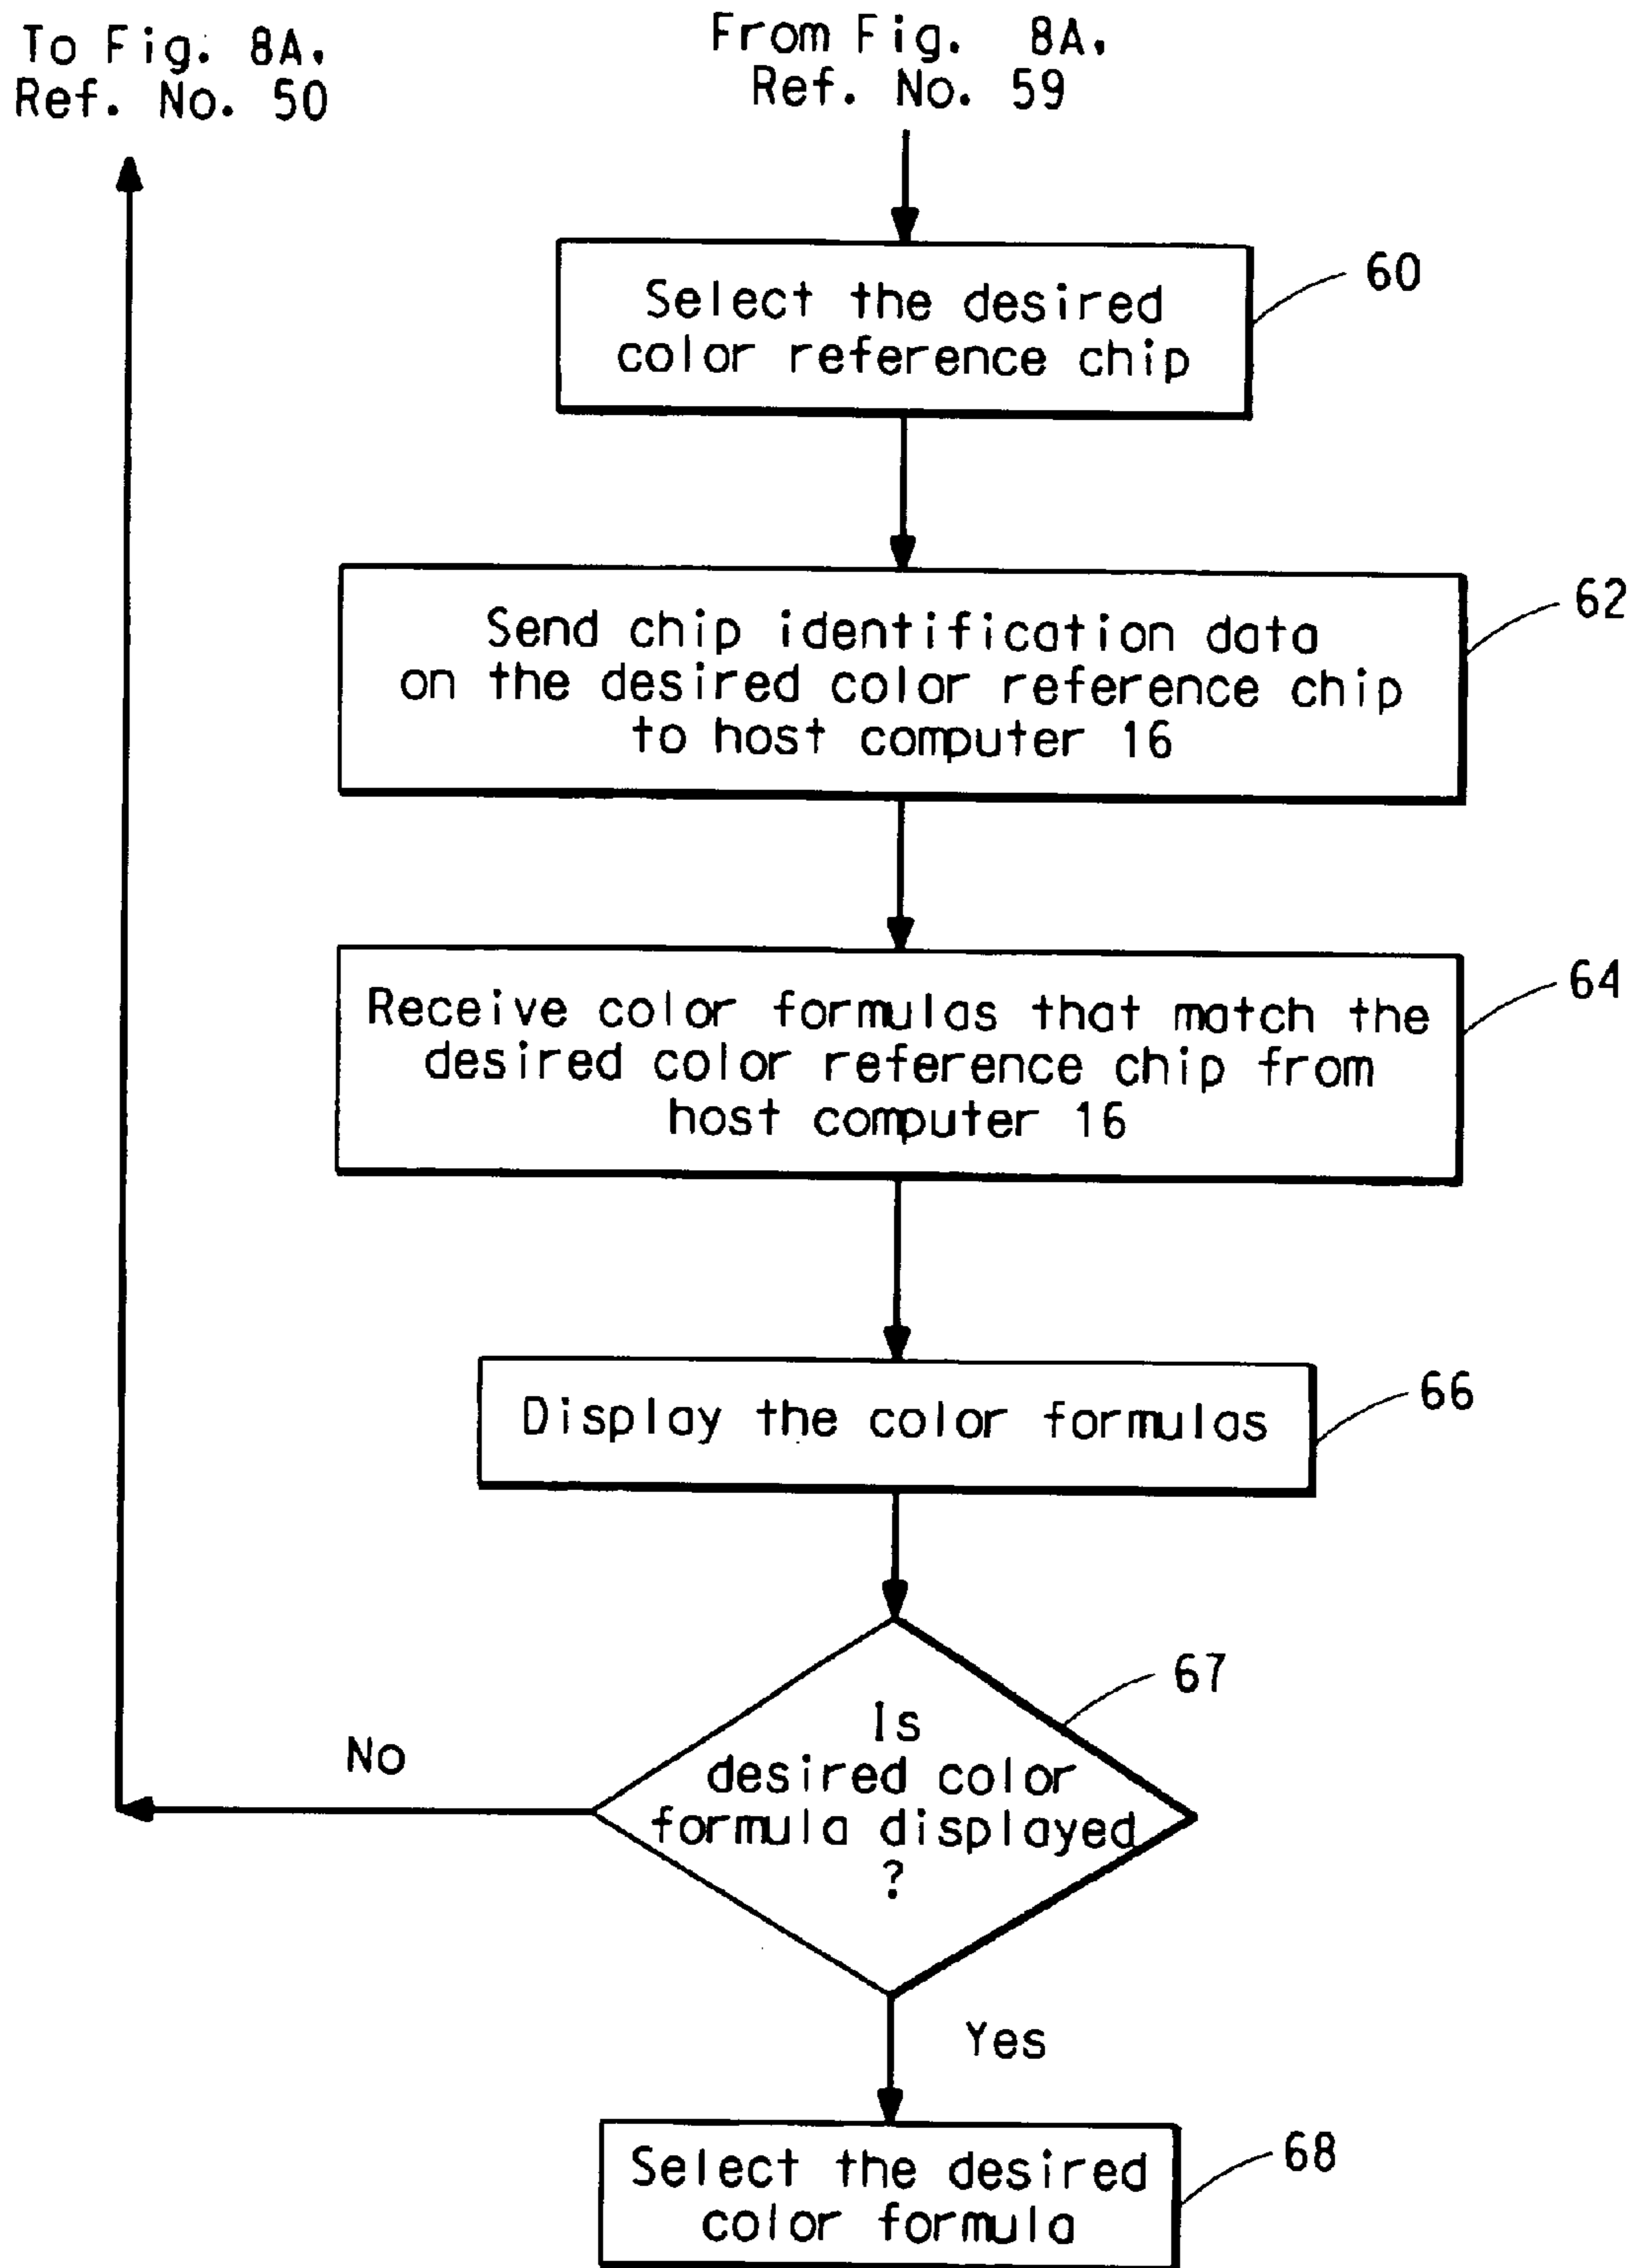 To Fig. 8A,
Ref. No. 50
From Fig. 8A,
Ref. No. 59
Select the desired
color reference chip
60
Send chip identification data
on the desired color reference chip
to host computer 16
62
Receive color formulas that match the
desired color reference chip from
host computer 16
64
Display the color formulas
66
Is
desired color
formula displayed
?
67
No
Yes
Select the desired
color formula
68